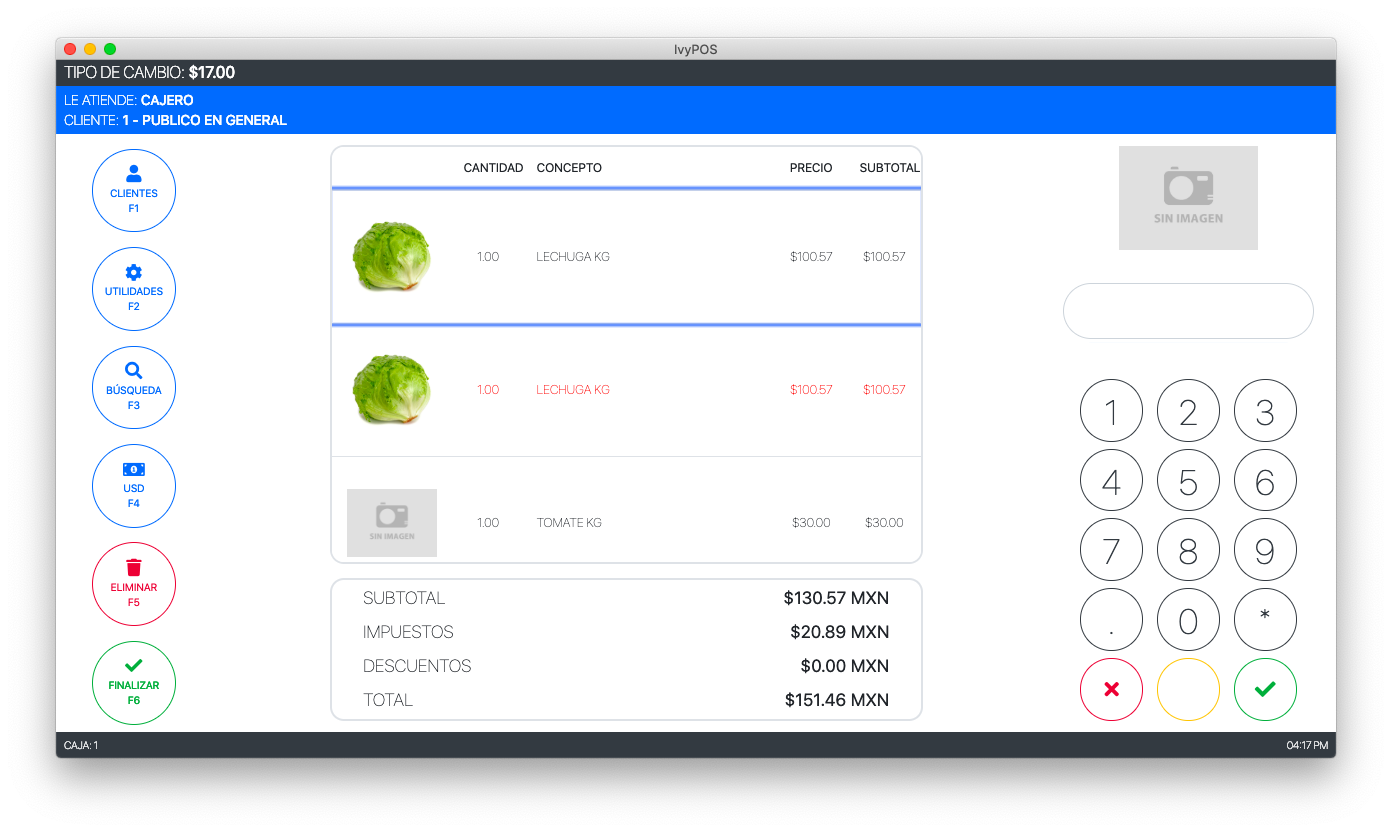 IvyPOS
TIPO DE CAMBIO: $17.00
LE ATIENDE: CAJERO
CLIENTE: 1 - PUBLICO EN GENERAL
CLIENTES
F1
UTILIDADES
F2
BÚSQUEDA
F3
USD
F4
ELIMINAR
F5
FINALIZAR
F6
CANTIDAD CONCEPTO PRECIO SUBTOTAL
1.00 LECHUGA KG $100.57 $100.57
1.00 LECHUGA KG $100.57 $100.57
SIN IMAGEN
1.00 TOMATE KG $30.00 $30.00
SUBTOTAL $130.57 MXN
IMPUESTOS $20.89 MXN
DESCUENTOS $0.00 MXN
TOTAL $151.46 MXN
SIN IMAGEN
1 2 3
4 5 6
7 8 9
. 0 *
CAJA: 1
04:17 PM